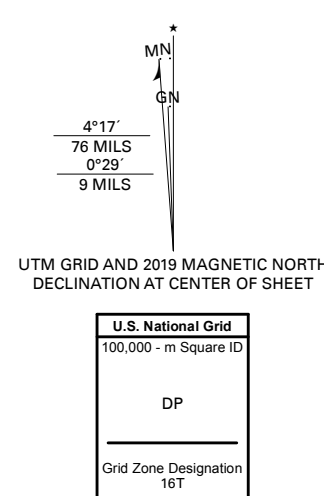 ★
MN
GN
4°17´
76 MILS
0°29´
9 MILS
UTM GRID AND 2019 MAGNETIC NORTH
DECLINATION AT CENTER OF SHEET
U.S. National Grid
100,000 - m Square ID
DP
Grid Zone Designation
16T